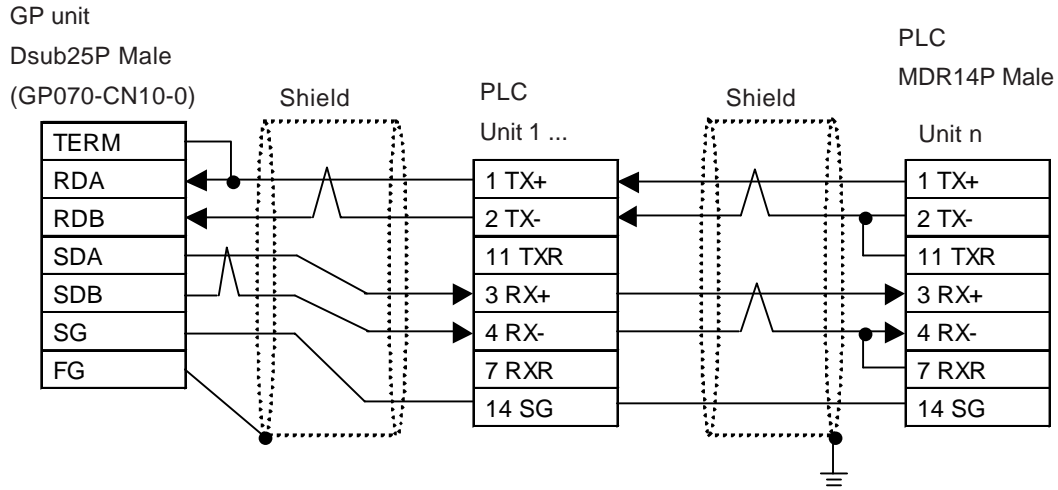 GP unit
Dsub25P Male
(GP070-CN10-0)
Shield
PLC
Unit 1 ...
Shield
PLC
MDR14P Male
Unit n
TERM
RDA
RDB
SDA
SDB
SG
FG
1 TX+
2 TX-
11 TXR
3 RX+
4 RX-
7 RXR
14 SG
1 TX+
2 TX-
11 TXR
3 RX+
4 RX-
7 RXR
14 SG